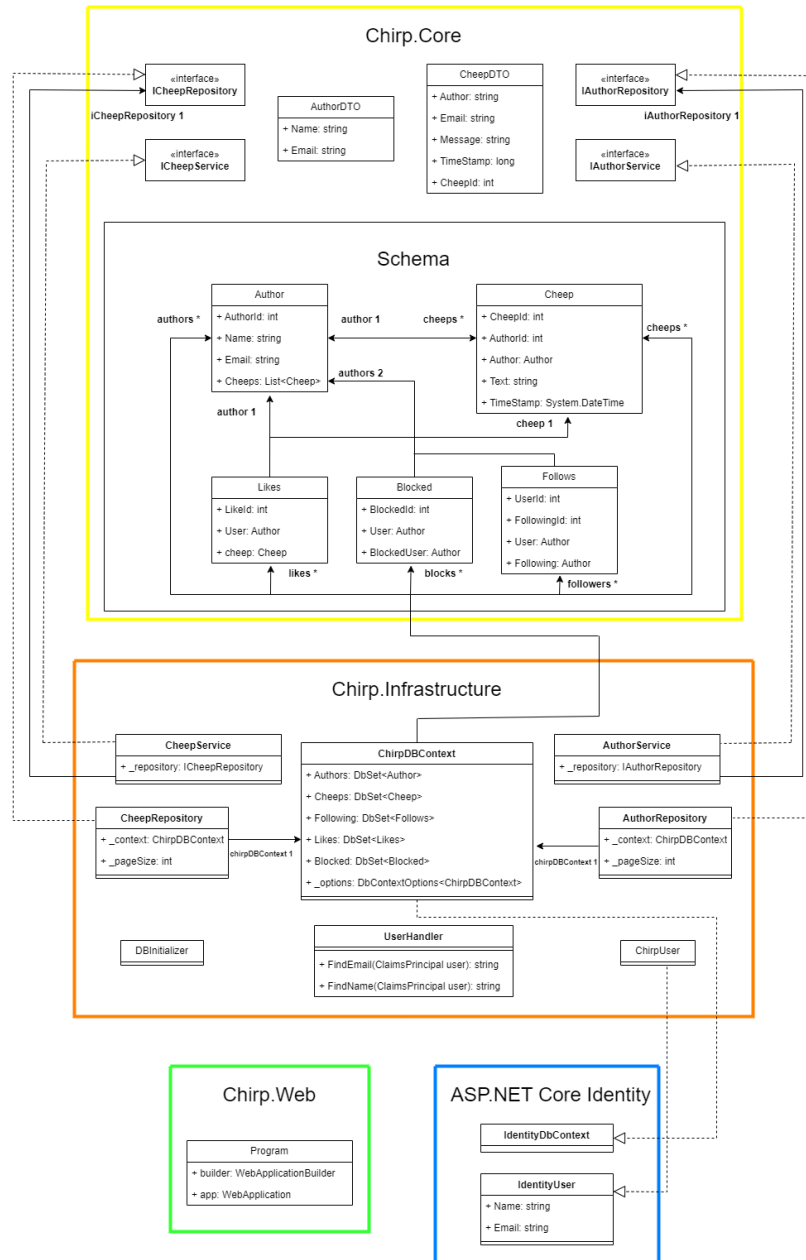 Chirp.Core
«interface»
ICheepRepository
iCheepRepository 1
«interface»
ICheepService
AuthorDTO
+ Name: string
+ Email: string
CheepDTO
+ Author: string
+ Email: string
+ Message: string
+ TimeStamp: long
+ CheepId: int
«interface»
IAuthorRepository
iAuthorRepository 1
«interface»
IAuthorService
Schema
authors *
Author
+ AuthorId: int
+ Name: string
+ Email: string
+ Cheeps: List<Cheep>
author 1
cheeps *
Cheep
+ CheepId: int
+ AuthorId: int
+ Author: Author
+ Text: string
+ TimeStamp: System.DateTime
cheeps *
authors 2
author 1
cheep 1
Likes
+ LikeId: int
+ User: Author
+ cheep: Cheep
likes *
Blocked
+ BlockedId: int
+ User: Author
+ BlockedUser: Author
blocks *
Follows
+ UserId: int
+ FollowingId: int
+ User: Author
+ Following: Author
followers *
Chirp.Infrastructure
CheepService
+ _repository: ICheepRepository
CheepRepository
+ _context: ChirpDBContext
+ _pageSize: int
chirpDBContext 1
ChirpDBContext
+ Authors: DbSet<Author>
+ Cheeps: DbSet<Cheep>
+ Following: DbSet<Follows>
+ Likes: DbSet<Likes>
+ Blocked: DbSet<Blocked>
+ _options: DbContextOptions<ChirpDBContext>
AuthorService
+ _repository: IAuthorRepository
AuthorRepository
+ _context: ChirpDBContext
+ _pageSize: int
chirpDBContext 1
DBInitializer
UserHandler
+ FindEmail(ClaimsPrincipal user): string
+ FindName(ClaimsPrincipal user): string
ChirpUser
Chirp.Web
Program
+ builder: WebApplicationBuilder
+ app: WebApplication
ASP.NET Core Identity
IdentityDbContext
IdentityUser
+ Name: string
+ Email: string